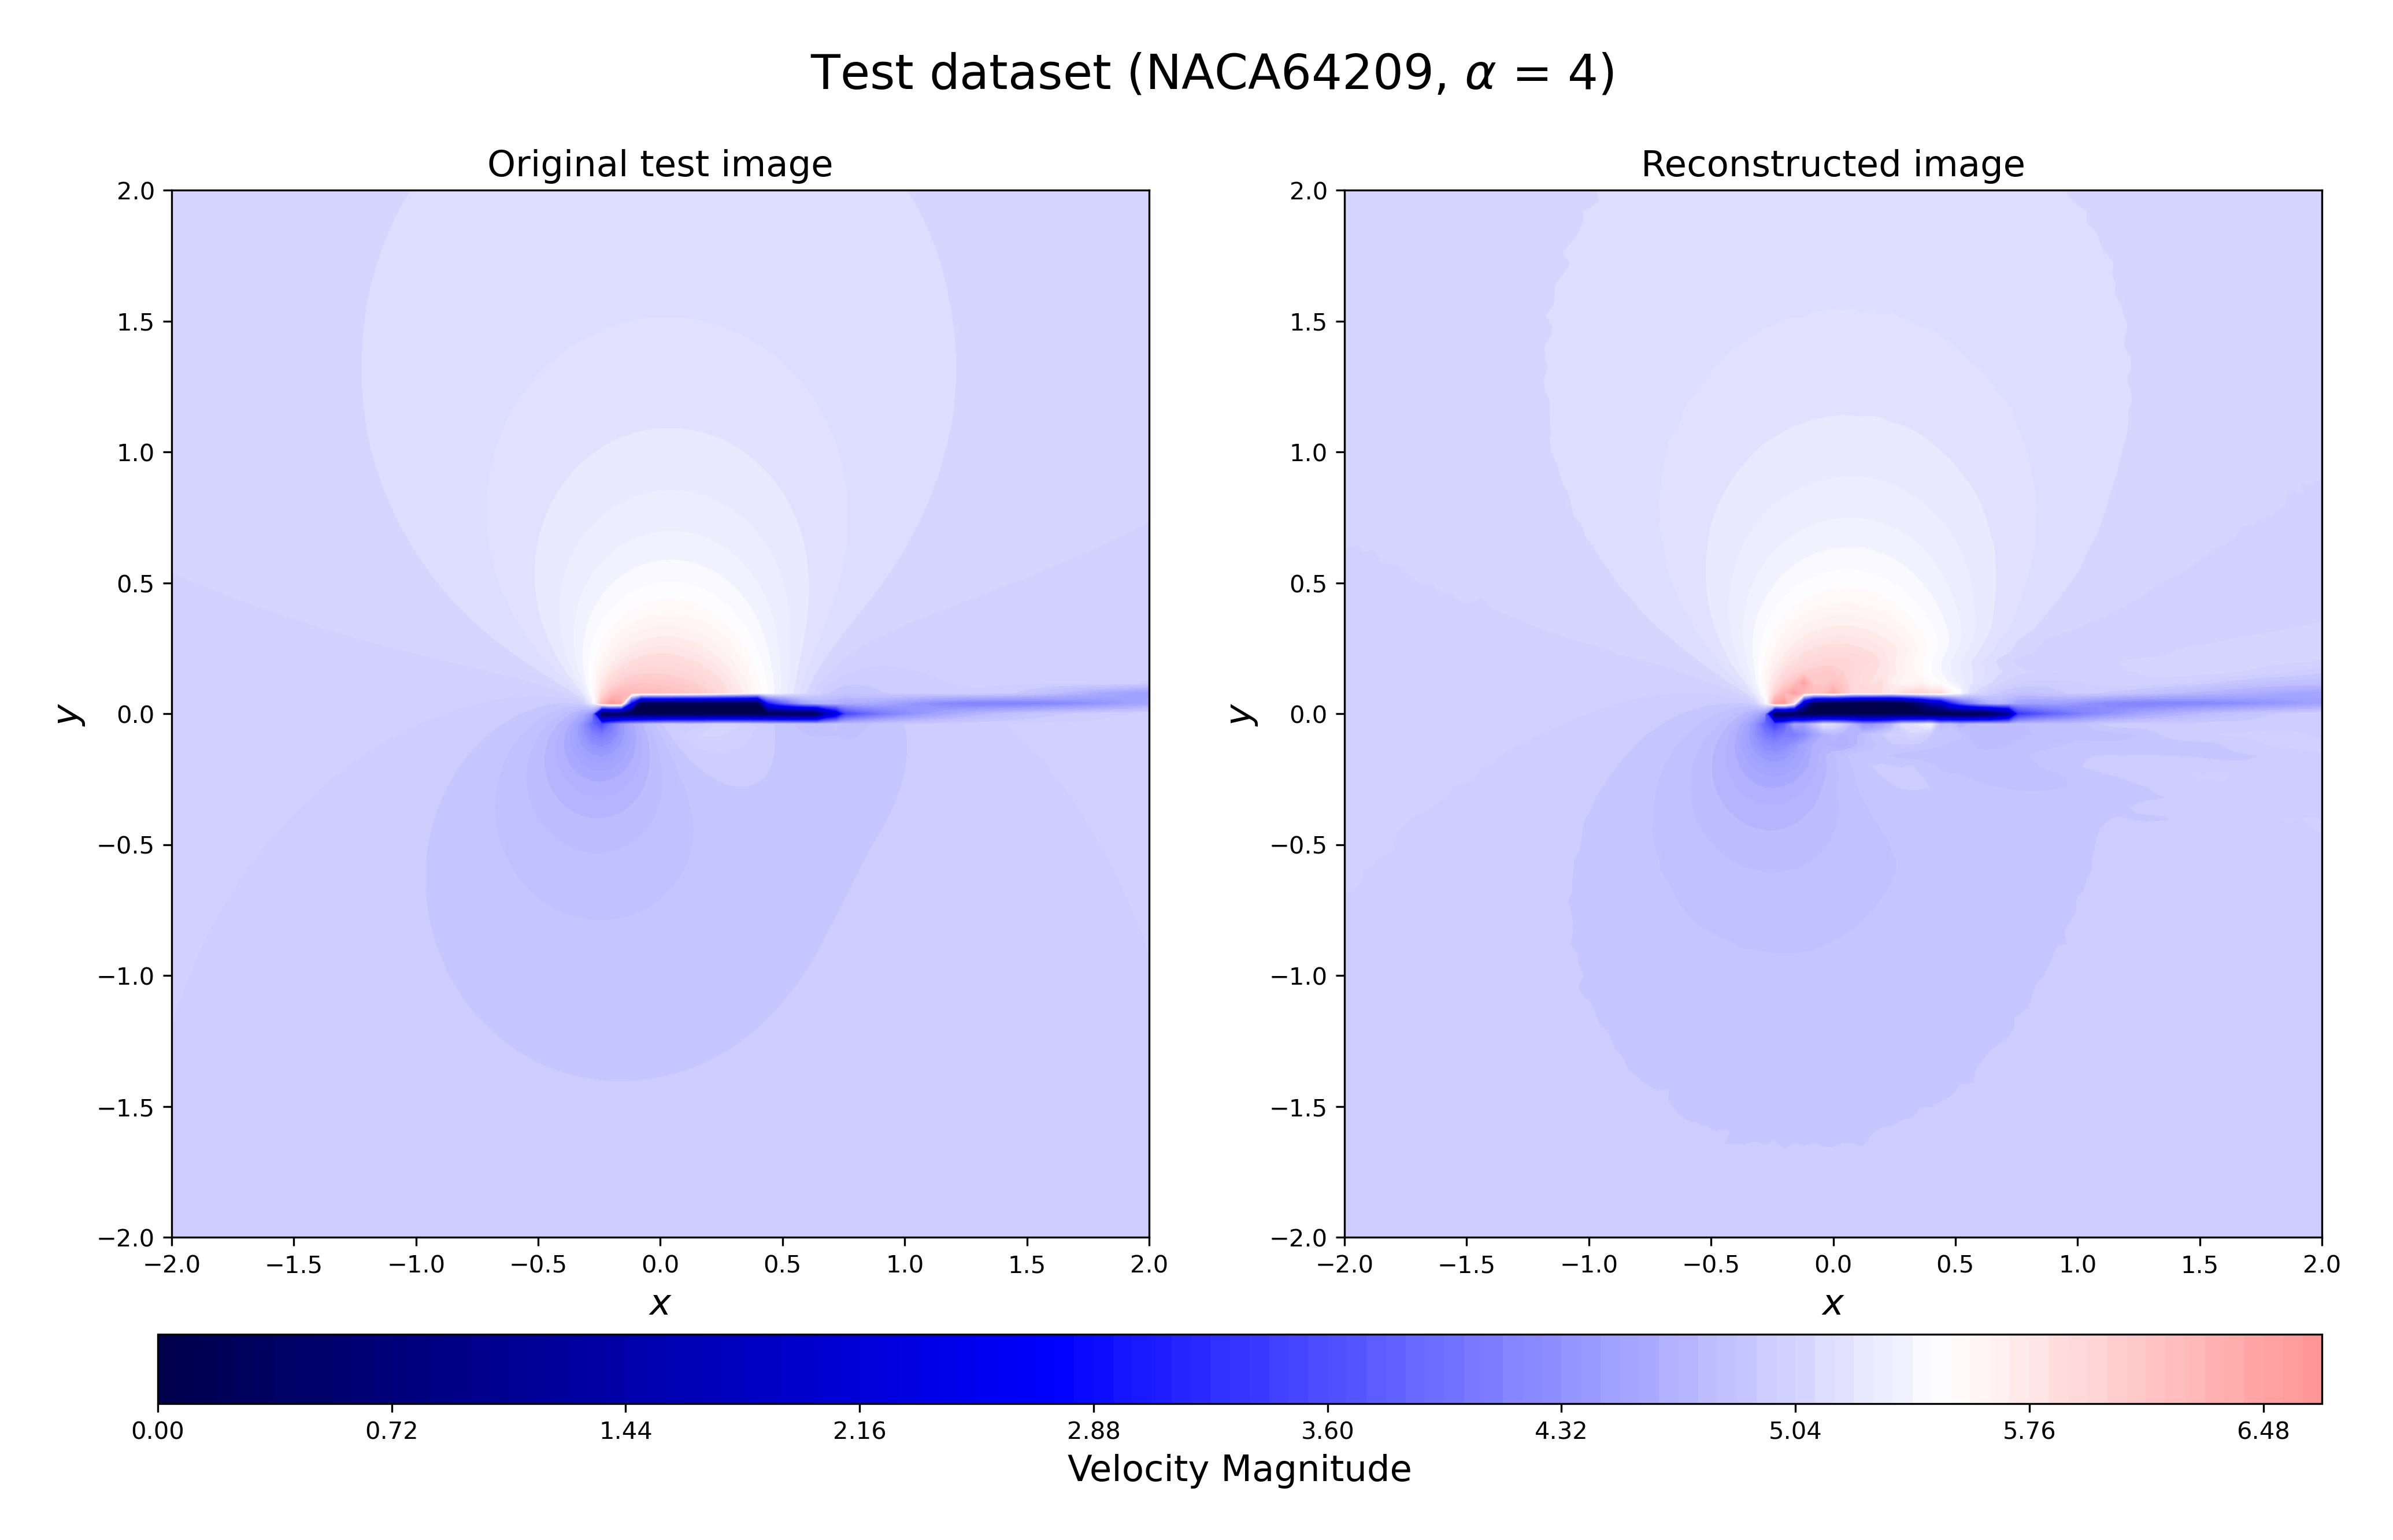 Test dataset (NACA64209, α = 4)
Original test image
2.0
1.5
1.0
0.5
0.0
−0.5
−1.0
−1.5
−2.0
y
−2.0 −1.5 −1.0 −0.5 0.0 0.5 1.0 1.5 2.0
x
Reconstructed image
2.0
1.5
1.0
0.5
0.0
−0.5
−1.0
−1.5
−2.0
y
−2.0 −1.5 −1.0 −0.5 0.0 0.5 1.0 1.5 2.0
x
0.00 0.72 1.44 2.16 2.88 3.60 4.32 5.04 5.76 6.48
Velocity Magnitude